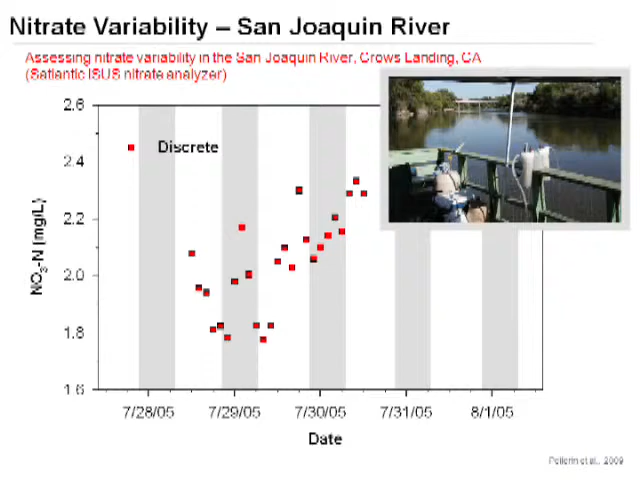 Nitrate Variability – San Joaquin River
Assessing nitrate variability in the San Joaquin River, Crows Landing, CA
(Satlantic ISUS nitrate analyzer)
2.6
Discrete
2.4
2.2
2.0
1.8
1.6
NO3-N (mg/L)
7/28/05 7/29/05 7/30/05 7/31/05 8/1/05
Date
Pellerin et al., 2009